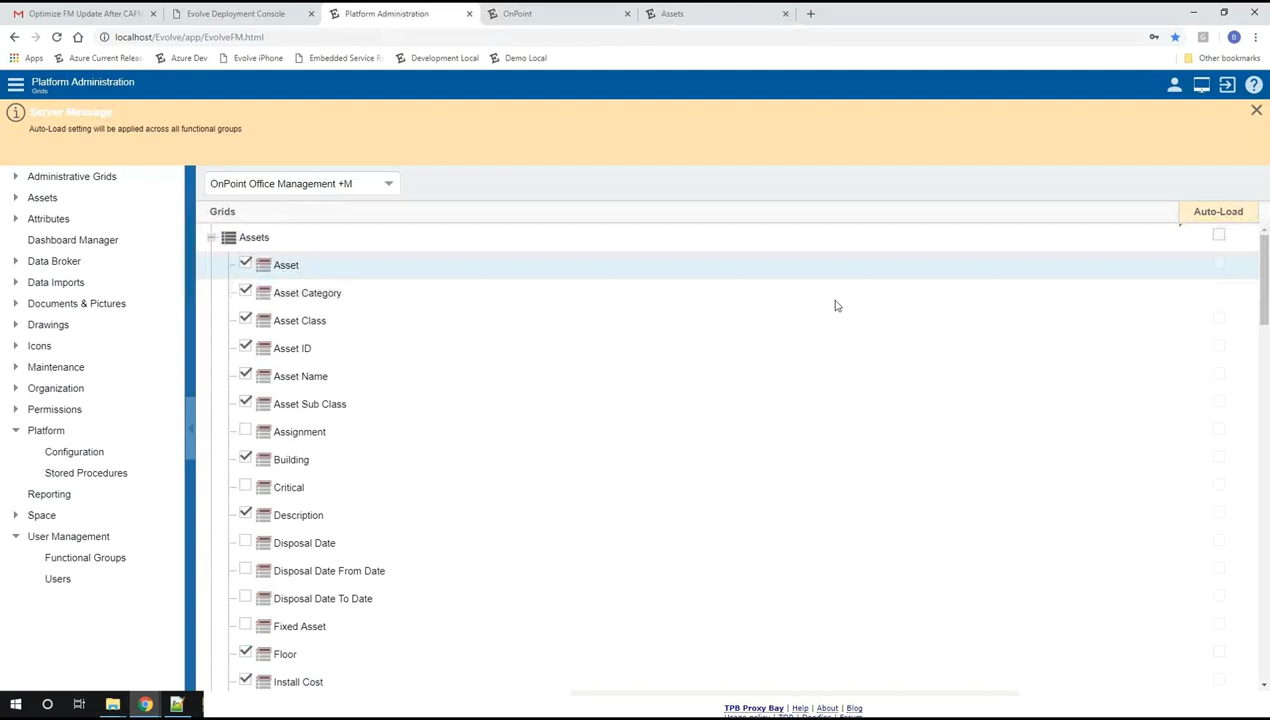 Optimize FM Update After CAFM
Evolve Deployment Console
Platform Administration
OnPoint
Assets
localhost/Evolve/app/EvolveFM.html
B
Apps
Azure Current Releas
Azure Dev
Evolve iPhone
Embedded Service R
Development Local
Demo Local
Other bookmarks
Platform Administration
Grids
Server Message
Auto-Load setting will be applied across all functional groups
Administrative Grids
Assets
Attributes
Dashboard Manager
Data Broker
Data Imports
Documents & Pictures
Drawings
Icons
Maintenance
Organization
Permissions
Platform
Configuration
Stored Procedures
Reporting
Space
User Management
Functional Groups
Users
OnPoint Office Management +M
Grids
Auto-Load
Assets
Asset
Asset Category
Asset Class
Asset ID
Asset Name
Asset Sub Class
Assignment
Building
Critical
Description
Disposal Date
Disposal Date From Date
Disposal Date To Date
Fixed Asset
Floor
Install Cost
TPB Proxy Bay | Help | About | Blog